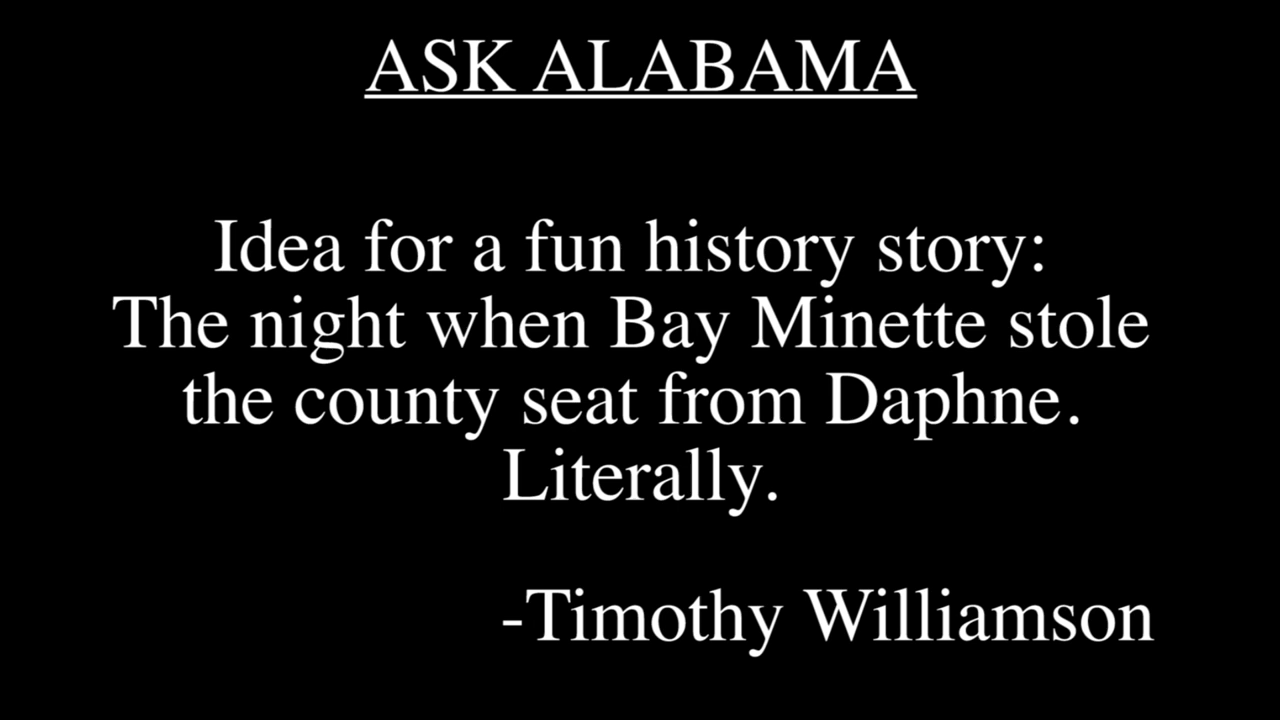 ASK ALABAMA
Idea for a fun history story:
The night when Bay Minette stole
the county seat from Daphne.
Literally.
-Timothy Williamson